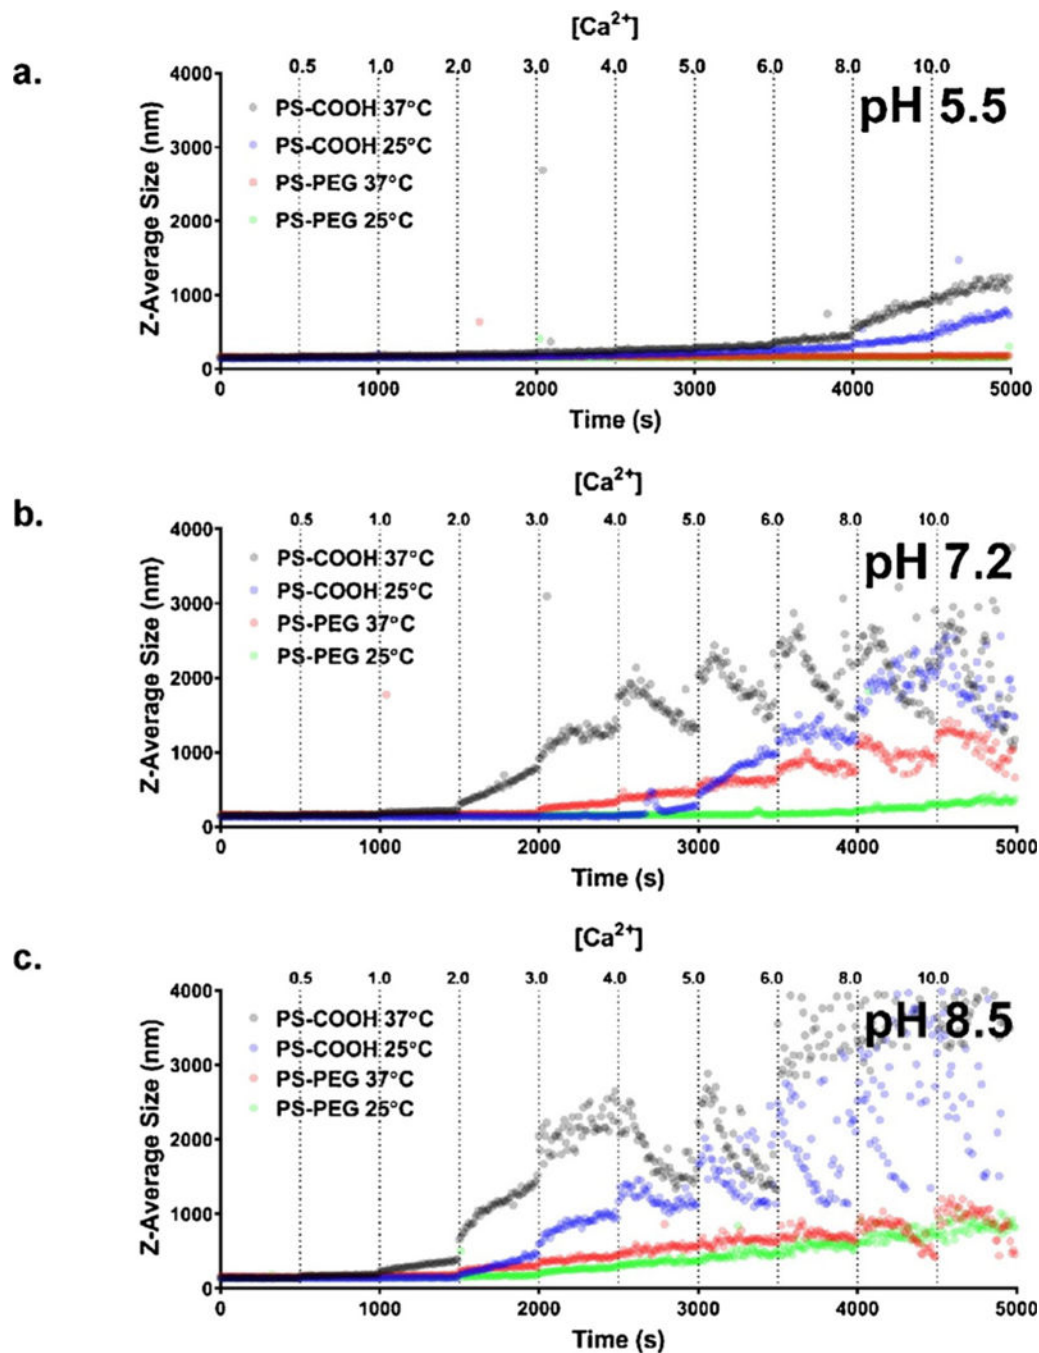 a.
[Ca²⁺]
0.5 1.0 2.0 3.0 4.0 5.0 6.0 8.0 10.0
pH 5.5
Z-Average Size (nm)
4000
3000
2000
1000
0
PS-COOH 37°C
PS-COOH 25°C
PS-PEG 37°C
PS-PEG 25°C
0 1000 2000 3000 4000 5000
Time (s)
b.
[Ca²⁺]
0.5 1.0 2.0 3.0 4.0 5.0 6.0 8.0 10.0
pH 7.2
Z-Average Size (nm)
4000
3000
2000
1000
0
PS-COOH 37°C
PS-COOH 25°C
PS-PEG 37°C
PS-PEG 25°C
0 1000 2000 3000 4000 5000
Time (s)
c.
[Ca²⁺]
0.5 1.0 2.0 3.0 4.0 5.0 6.0 8.0 10.0
pH 8.5
Z-Average Size (nm)
4000
3000
2000
1000
0
PS-COOH 37°C
PS-COOH 25°C
PS-PEG 37°C
PS-PEG 25°C
0 1000 2000 3000 4000 5000
Time (s)